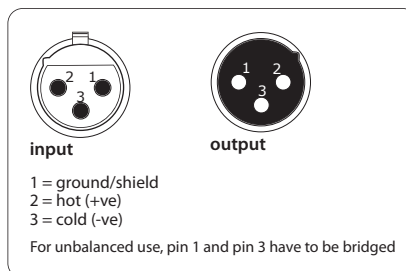 2 1
3
1 2
3
input
output
1 = ground/shield
2 = hot (+ve)
3 = cold (-ve)
For unbalanced use, pin 1 and pin 3 have to be bridged